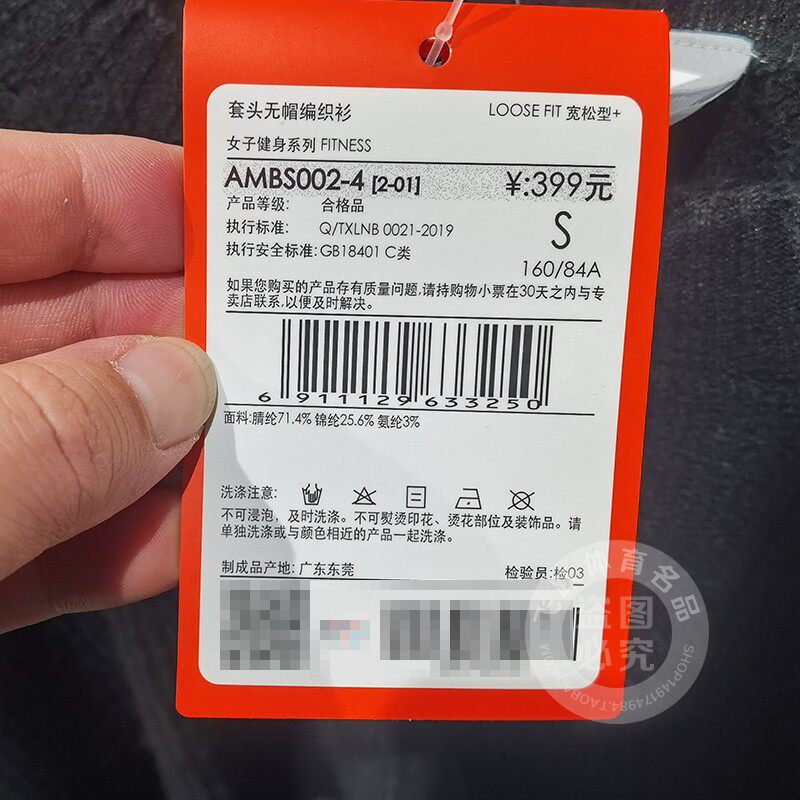 套头无帽编织衫
LOOSE FIT 宽松型+
女子健身系列 FITNESS
AMBS002-4 [2-01]
￥:399元
产品等级: 合格品
执行标准: Q/TXLNB 0021-2019
S
执行安全标准:GB18401 C类
160/84A
如果您购买的产品存有质量问题,请持购物小票在30天之内与专
卖店联系,以便及时解决。
6 911129 633250
面料:腈纶71.4% 锦纶25.6% 氨纶3%
洗涤注意:
不可浸泡，及时洗涤。不可熨烫印花、烫花部位及装饰品。请
单独洗涤或与颜色相近的产品一起洗涤。
制成品产地: 广东东莞
检验员:检03
体育名品
盗图
必究
SHOP149174984.TAOBAO.COM